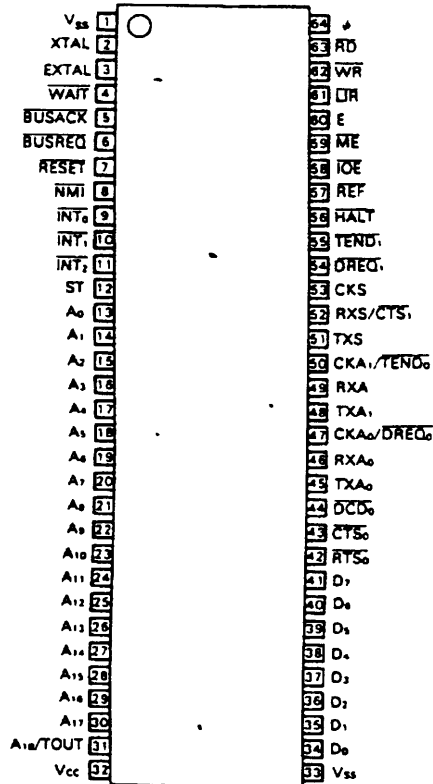 Vss 1
XTAL 2
EXTAL 3
WAIT 4
BUSACK 5
BUSREQ 6
RESET 7
NMI 8
INT₀ 9
INT₁ 10
INT₂ 11
ST 12
A₀ 13
A₁ 14
A₂ 15
A₃ 16
A₄ 17
A₅ 18
A₆ 19
A₇ 20
A₈ 21
A₉ 22
A₁₀ 23
A₁₁ 24
A₁₂ 25
A₁₃ 26
A₁₄ 27
A₁₅ 28
A₁₆ 29
A₁₇ 30
A₁₈/TOUT 31
Vcc 32
64 ϕ
63 RD
62 WR
61 LIR
60 E
59 ME
58 IOE
57 REF
56 HALT
55 TEND₁
54 DREQ₁
53 CKS
52 RXS/CTS₁
51 TXS
50 CKA₁/TEND₀
49 RXA
48 TXA₁
47 CKA₀/DREQ₀
46 RXA₀
45 TXA₀
44 DCD₀
43 CTS₀
42 RTS₀
41 D₇
40 D₆
39 D₅
38 D₄
37 D₃
36 D₂
35 D₁
34 D₀
33 Vss